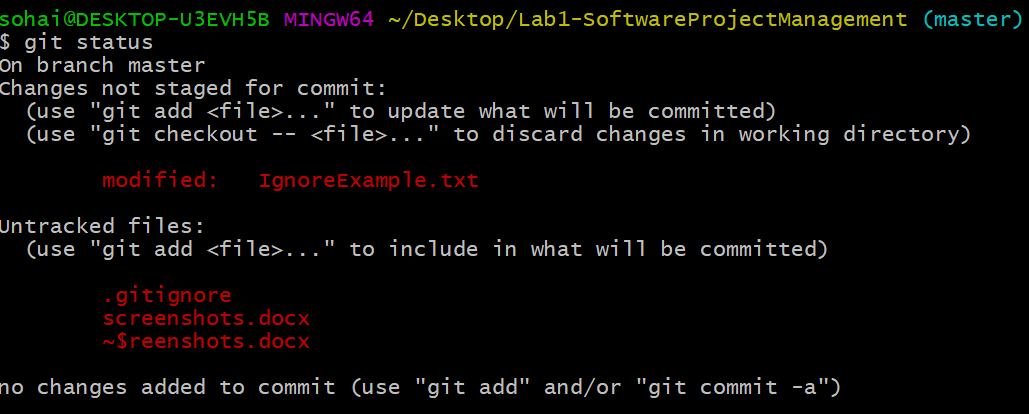 sohai@DESKTOP-U3EVH5B MINGW64 ~/Desktop/Lab1-SoftwareProjectManagement (master)
$ git status
On branch master
Changes not staged for commit:
  (use "git add <file>..." to update what will be committed)
  (use "git checkout -- <file>..." to discard changes in working directory)
        modified:   IgnoreExample.txt
Untracked files:
  (use "git add <file>..." to include in what will be committed)
        .gitignore
        screenshots.docx
        ~$reenshots.docx
no changes added to commit (use "git add" and/or "git commit -a")